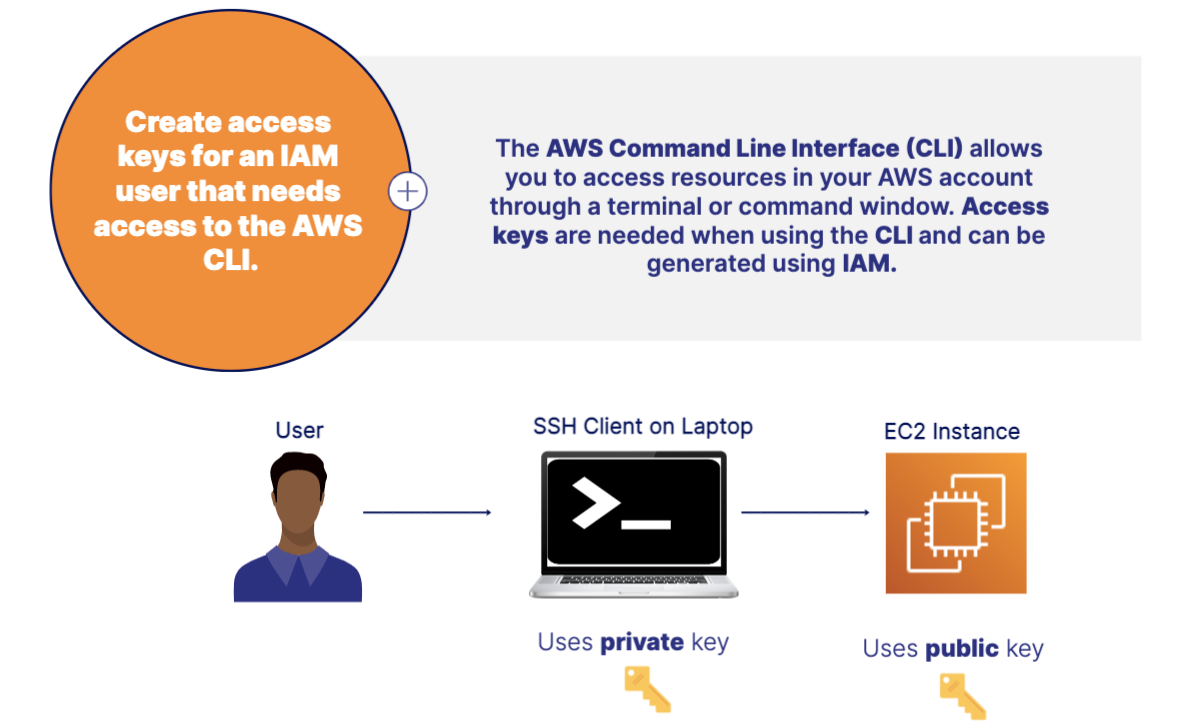 Create access
keys for an IAM
user that needs
access to the AWS
CLI.
The AWS Command Line Interface (CLI) allows
you to access resources in your AWS account
through a terminal or command window. Access
keys are needed when using the CLI and can be
generated using IAM.
User
SSH Client on Laptop
EC2 Instance
Uses private key
Uses public key